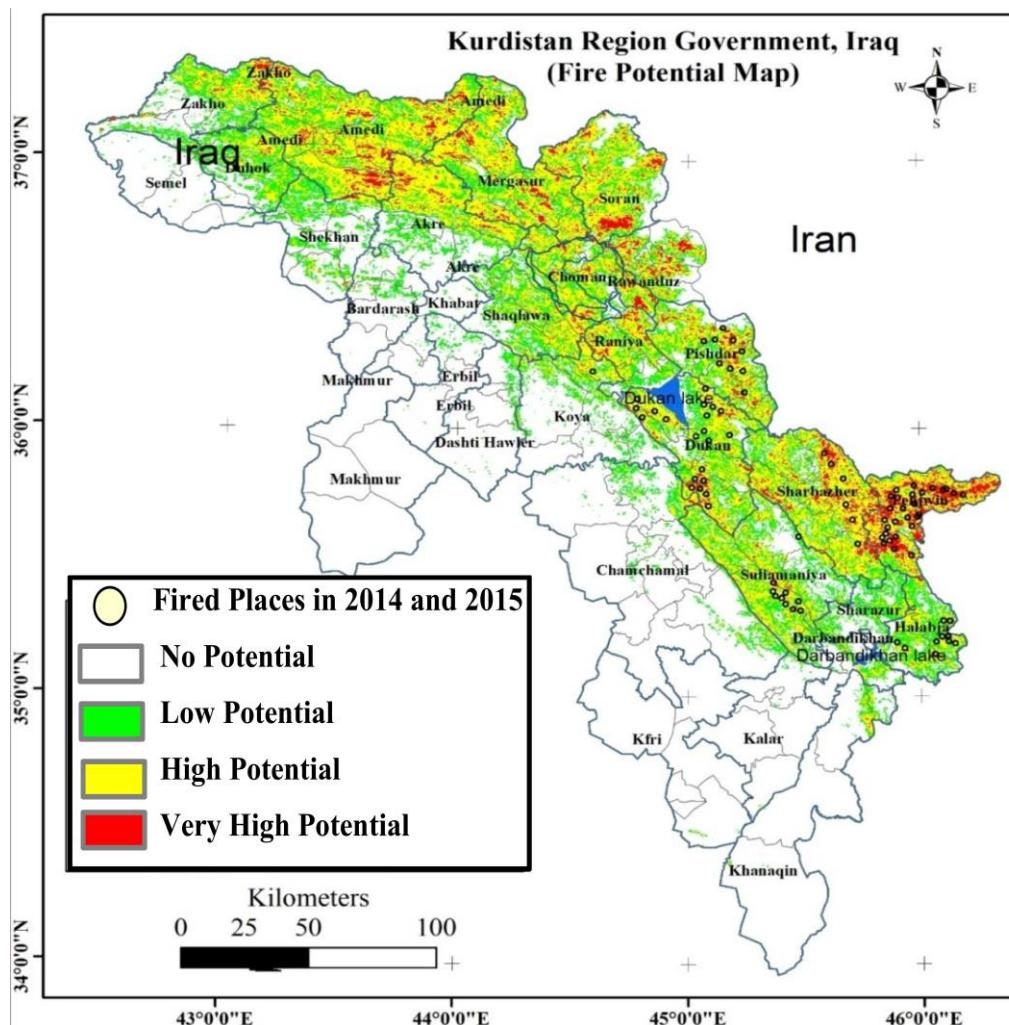 Kurdistan Region Government, Iraq
(Fire Potential Map)
N
W
E
S
37°0'0"N
36°0'0"N
35°0'0"N
34°0'0"N
Zakho
Zakho
Amedi
Amedi
Amedi
Iraq
Duhok
Semel
Mergasur
Soran
Akre
Shekhan
Iran
Akre
Choman
Rawanduz
Bardarash
Khabat
Shaqlawa
Raniya
Pishdar
Makhmur
Erbil
Dukan lake
Erbil
Koya
Dashti Hawler
Dukan
Makhmur
Sharbazher
Chamchamal
Sulamaniya
Sharazur
Halabja
Darbandikhan
Darbandikhan lake
Kfri
Kalar
Khanaqin
Fired Places in 2014 and 2015
No Potential
Low Potential
High Potential
Very High Potential
Kilometers
0 25 50 100
43°0'0"E 44°0'0"E 45°0'0"E 46°0'0"E